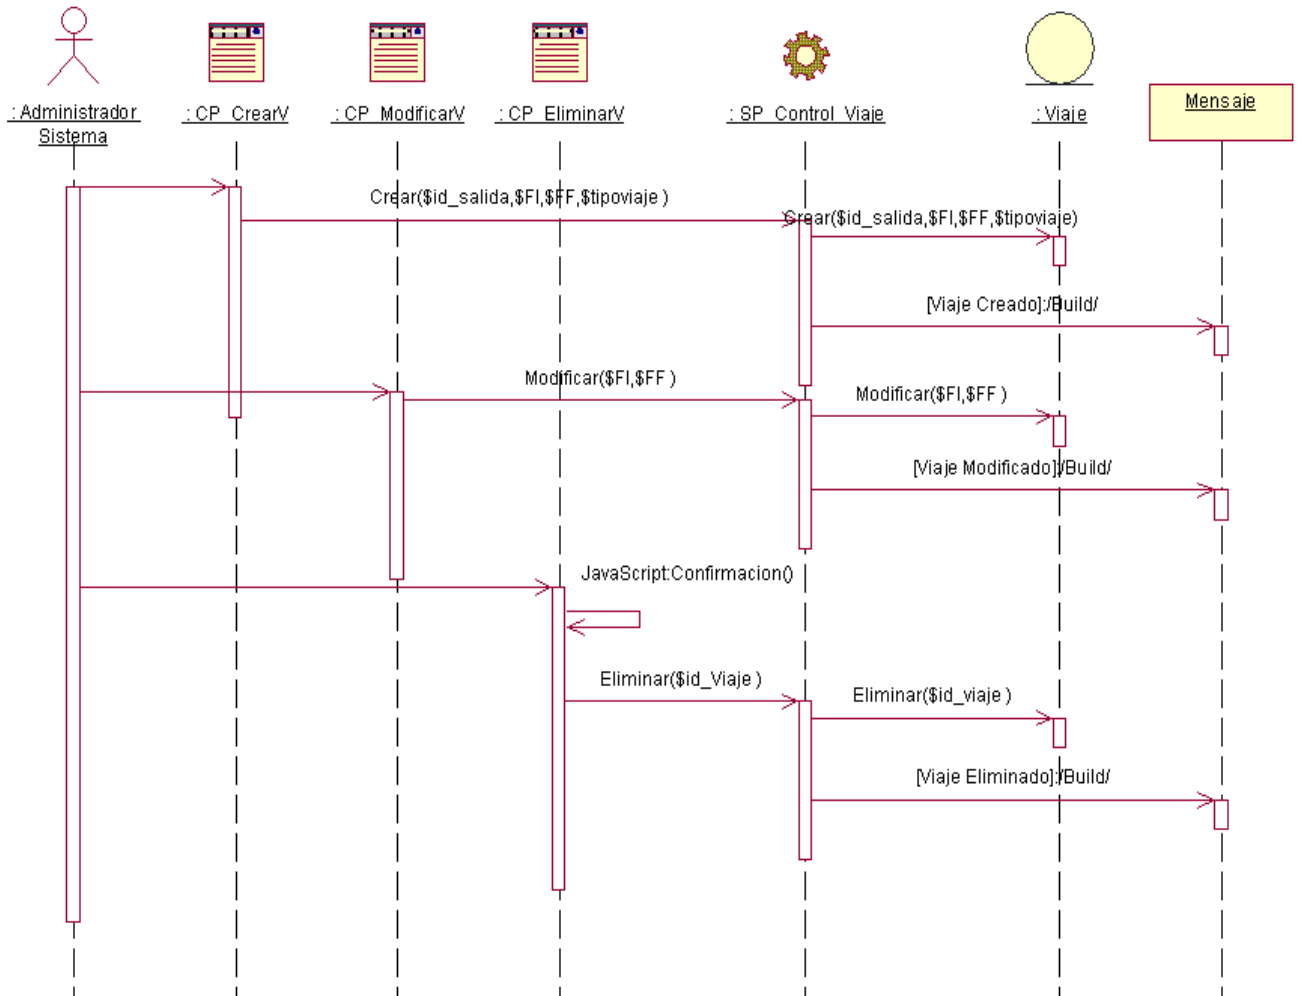 : Administrador
Sistema
: CP_CrearV
: CP_ModificarV
: CP_EliminarV
: SP_Control_Viaje
: Viaje
Mensaje
Crear($id_salida,$FI,$FF,$tipoviaje )
Crear($id_salida,$FI,$FF,$tipoviaje)
[Viaje Creado]:/Build/
Modificar($FI,$FF )
Modificar($FI,$FF )
[Viaje Modificado]:/Build/
JavaScript:Confirmacion()
Eliminar($id_Viaje )
Eliminar($id_viaje )
[Viaje Eliminado]:/Build/